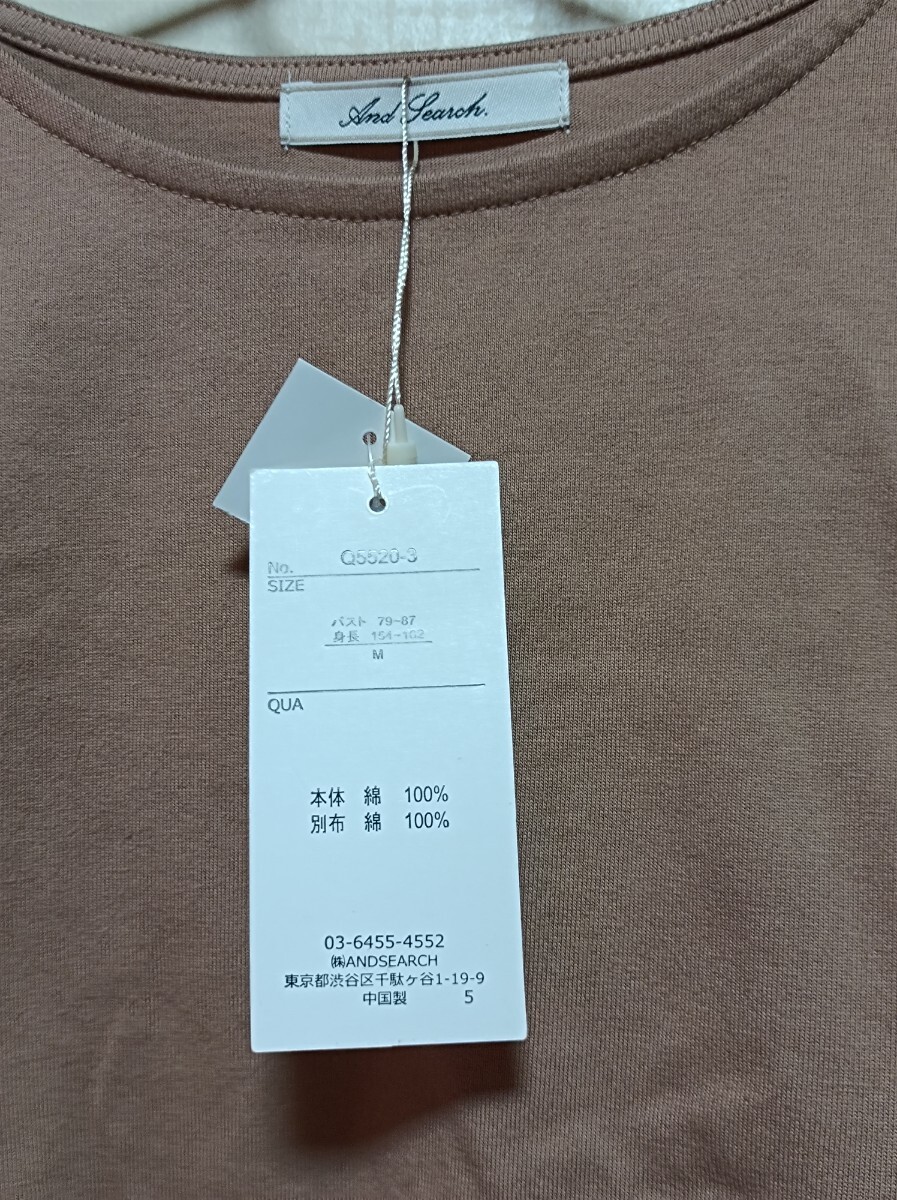 And Search.
No. Q5520-3
SIZE
バスト 79-87
身長 154-162
M
QUA
本体 綿 100%
別布 綿 100%
03-6455-4552
㈱ANDSEARCH
東京都渋谷区千駄ヶ谷1-19-9
中国製 5